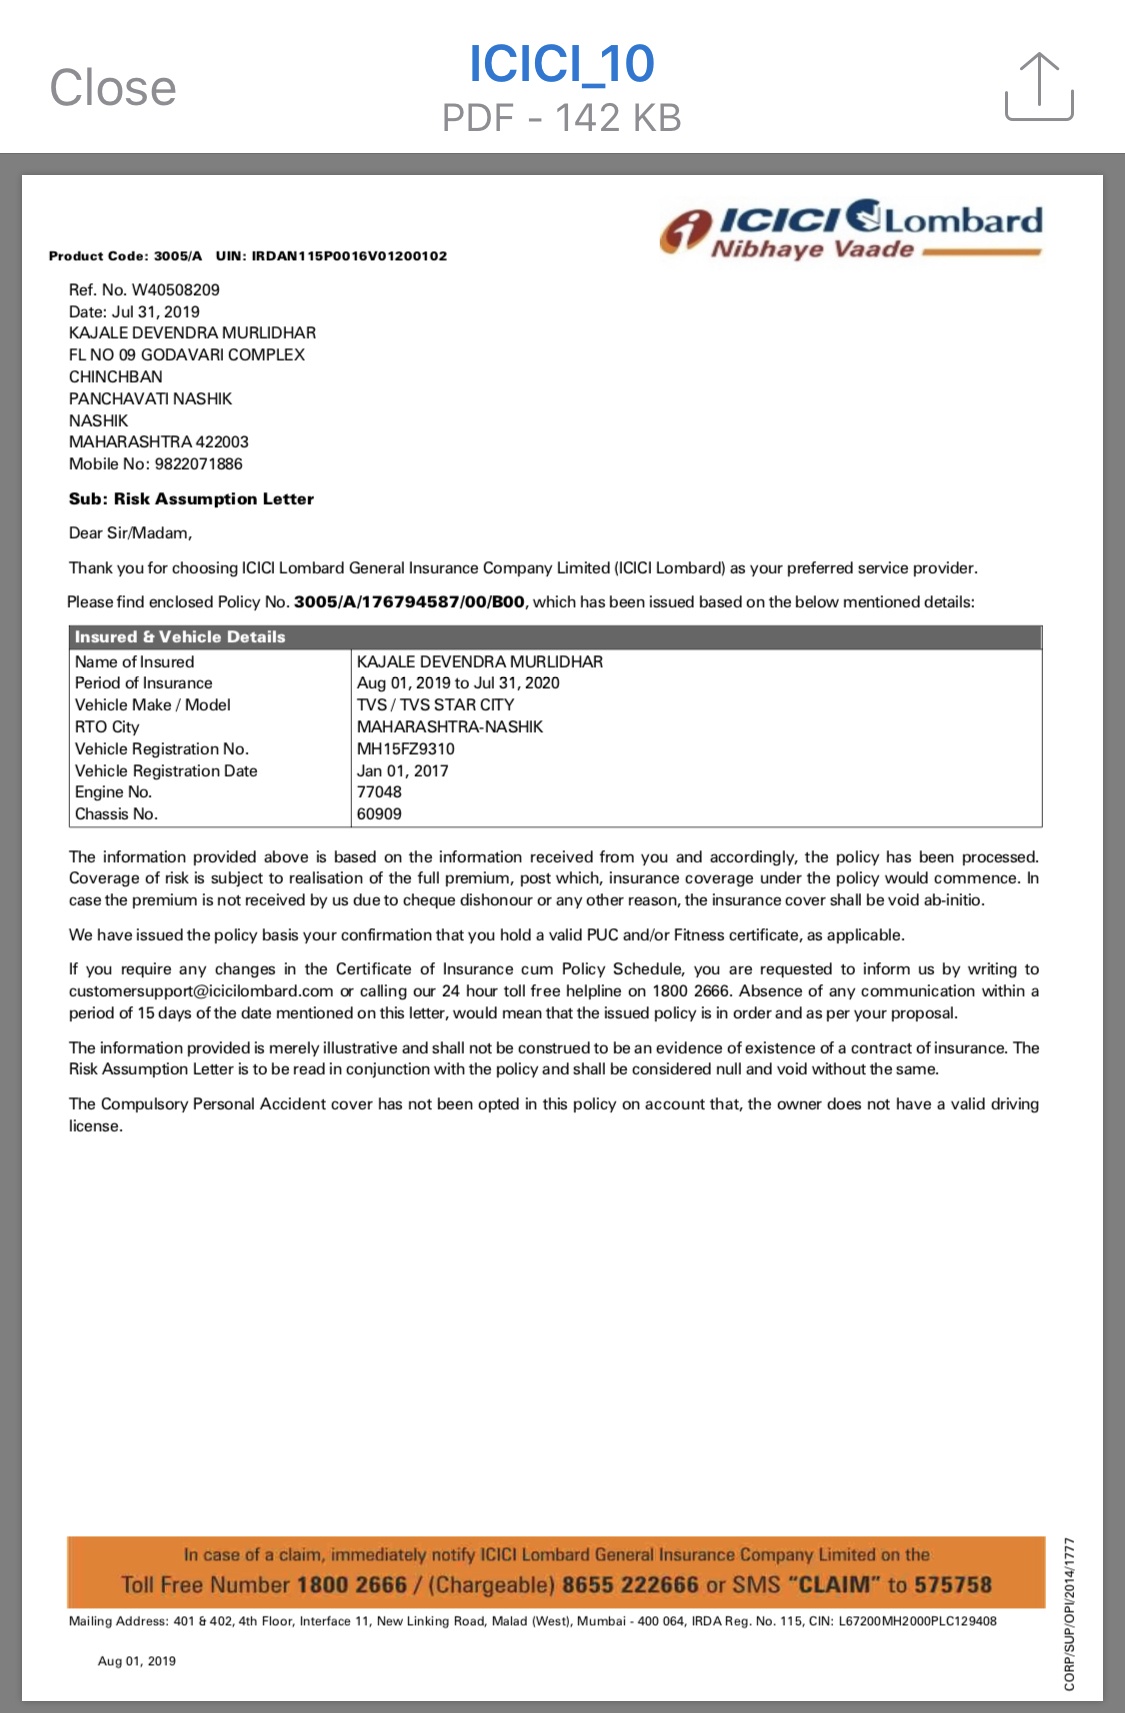 Close
ICICI_10
PDF - 142 KB
ICICI Lombard
Nibhaye Vaade
Product Code: 3005/A UIN: IRDAN115P0016V01200102
Ref. No. W40508209
Date: Jul 31, 2019
KAJALE DEVENDRA MURLIDHAR
FL NO 09 GODAVARI COMPLEX
CHINCHBAN
PANCHAVATI NASHIK
NASHIK
MAHARASHTRA 422003
Mobile No: 9822071886
Sub: Risk Assumption Letter
Dear Sir/Madam,
Thank you for choosing ICICI Lombard General Insurance Company Limited (ICICI Lombard) as your preferred service provider.
Please find enclosed Policy No. 3005/A/176794587/00/B00, which has been issued based on the below mentioned details:
Insured & Vehicle Details
Name of Insured KAJALE DEVENDRA MURLIDHAR
Period of Insurance Aug 01, 2019 to Jul 31, 2020
Vehicle Make / Model TVS / TVS STAR CITY
RTO City MAHARASHTRA-NASHIK
Vehicle Registration No. MH15FZ9310
Vehicle Registration Date Jan 01, 2017
Engine No. 77048
Chassis No. 60909
The information provided above is based on the information received from you and accordingly, the policy has been processed.
Coverage of risk is subject to realisation of the full premium, post which, insurance coverage under the policy would commence. In
case the premium is not received by us due to cheque dishonour or any other reason, the insurance cover shall be void ab-initio.
We have issued the policy basis your confirmation that you hold a valid PUC and/or Fitness certificate, as applicable.
If you require any changes in the Certificate of Insurance cum Policy Schedule, you are requested to inform us by writing to
customersupport@icicilombard.com or calling our 24 hour toll free helpline on 1800 2666. Absence of any communication within a
period of 15 days of the date mentioned on this letter, would mean that the issued policy is in order and as per your proposal.
The information provided is merely illustrative and shall not be construed to be an evidence of existence of a contract of insurance. The
Risk Assumption Letter is to be read in conjunction with the policy and shall be considered null and void without the same.
The Compulsory Personal Accident cover has not been opted in this policy on account that, the owner does not have a valid driving
license.
In case of a claim, immediately notify ICICI Lombard General Insurance Company Limited on the
Toll Free Number 1800 2666 / (Chargeable) 8655 222666 or SMS “CLAIM” to 575758
Mailing Address: 401 & 402, 4th Floor, Interface 11, New Linking Road, Malad (West), Mumbai - 400 064, IRDA Reg. No. 115, CIN: L67200MH2000PLC129408
Aug 01, 2019
CORP/SUP/OPI/2014/1777